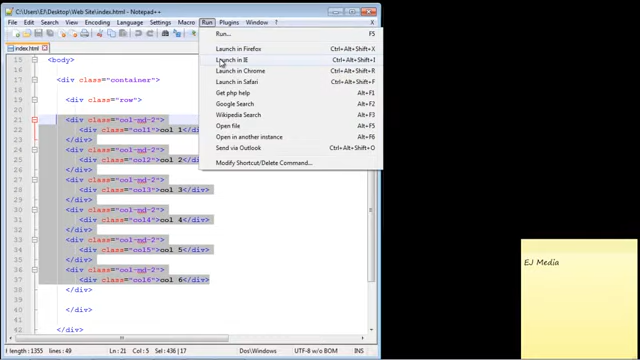 C:\Users\EJ\Desktop\Web Site\index.html - Notepad++
File Edit Search View Encoding Language Settings Macro Run Plugins Window ? X
index.html
Run... F5
Launch in Firefox Ctrl+Alt+Shift+X
Launch in IE Ctrl+Alt+Shift+I
Launch in Chrome Ctrl+Alt+Shift+R
Launch in Safari Ctrl+Alt+Shift+F
Get php help Alt+F1
Google Search Alt+F2
Wikipedia Search Alt+F3
Open file Alt+F5
Open in another instance Alt+F6
Send via Outlook Ctrl+Alt+Shift+O
Modify Shortcut/Delete Command...
15 <body>
16
17 <div class="container">
18
19 <div class="row">
20
21 <div class="col-md-2">
22 <div class="col1">col 1</di
23 </div>
24 <div class="col-md-2">
25 <div class="col2">col 2</di
26 </div>
27 <div class="col-md-2">
28 <div class="col3">col 3</div>
29 </div>
30 <div class="col-md-2">
31 <div class="col4">col 4</div>
32 </div>
33 <div class="col-md-2">
34 <div class="col5">col 5</div>
35 </div>
36 <div class="col-md-2">
37 <div class="col6">col 6</div>
38 </div>
39
40 </div>
41
42 </div>
length : 1355 lines : 49 Ln : 21 Col : 5 Sel : 436 | 17 Dos\Windows UTF-8 w/o BOM
EJ Media